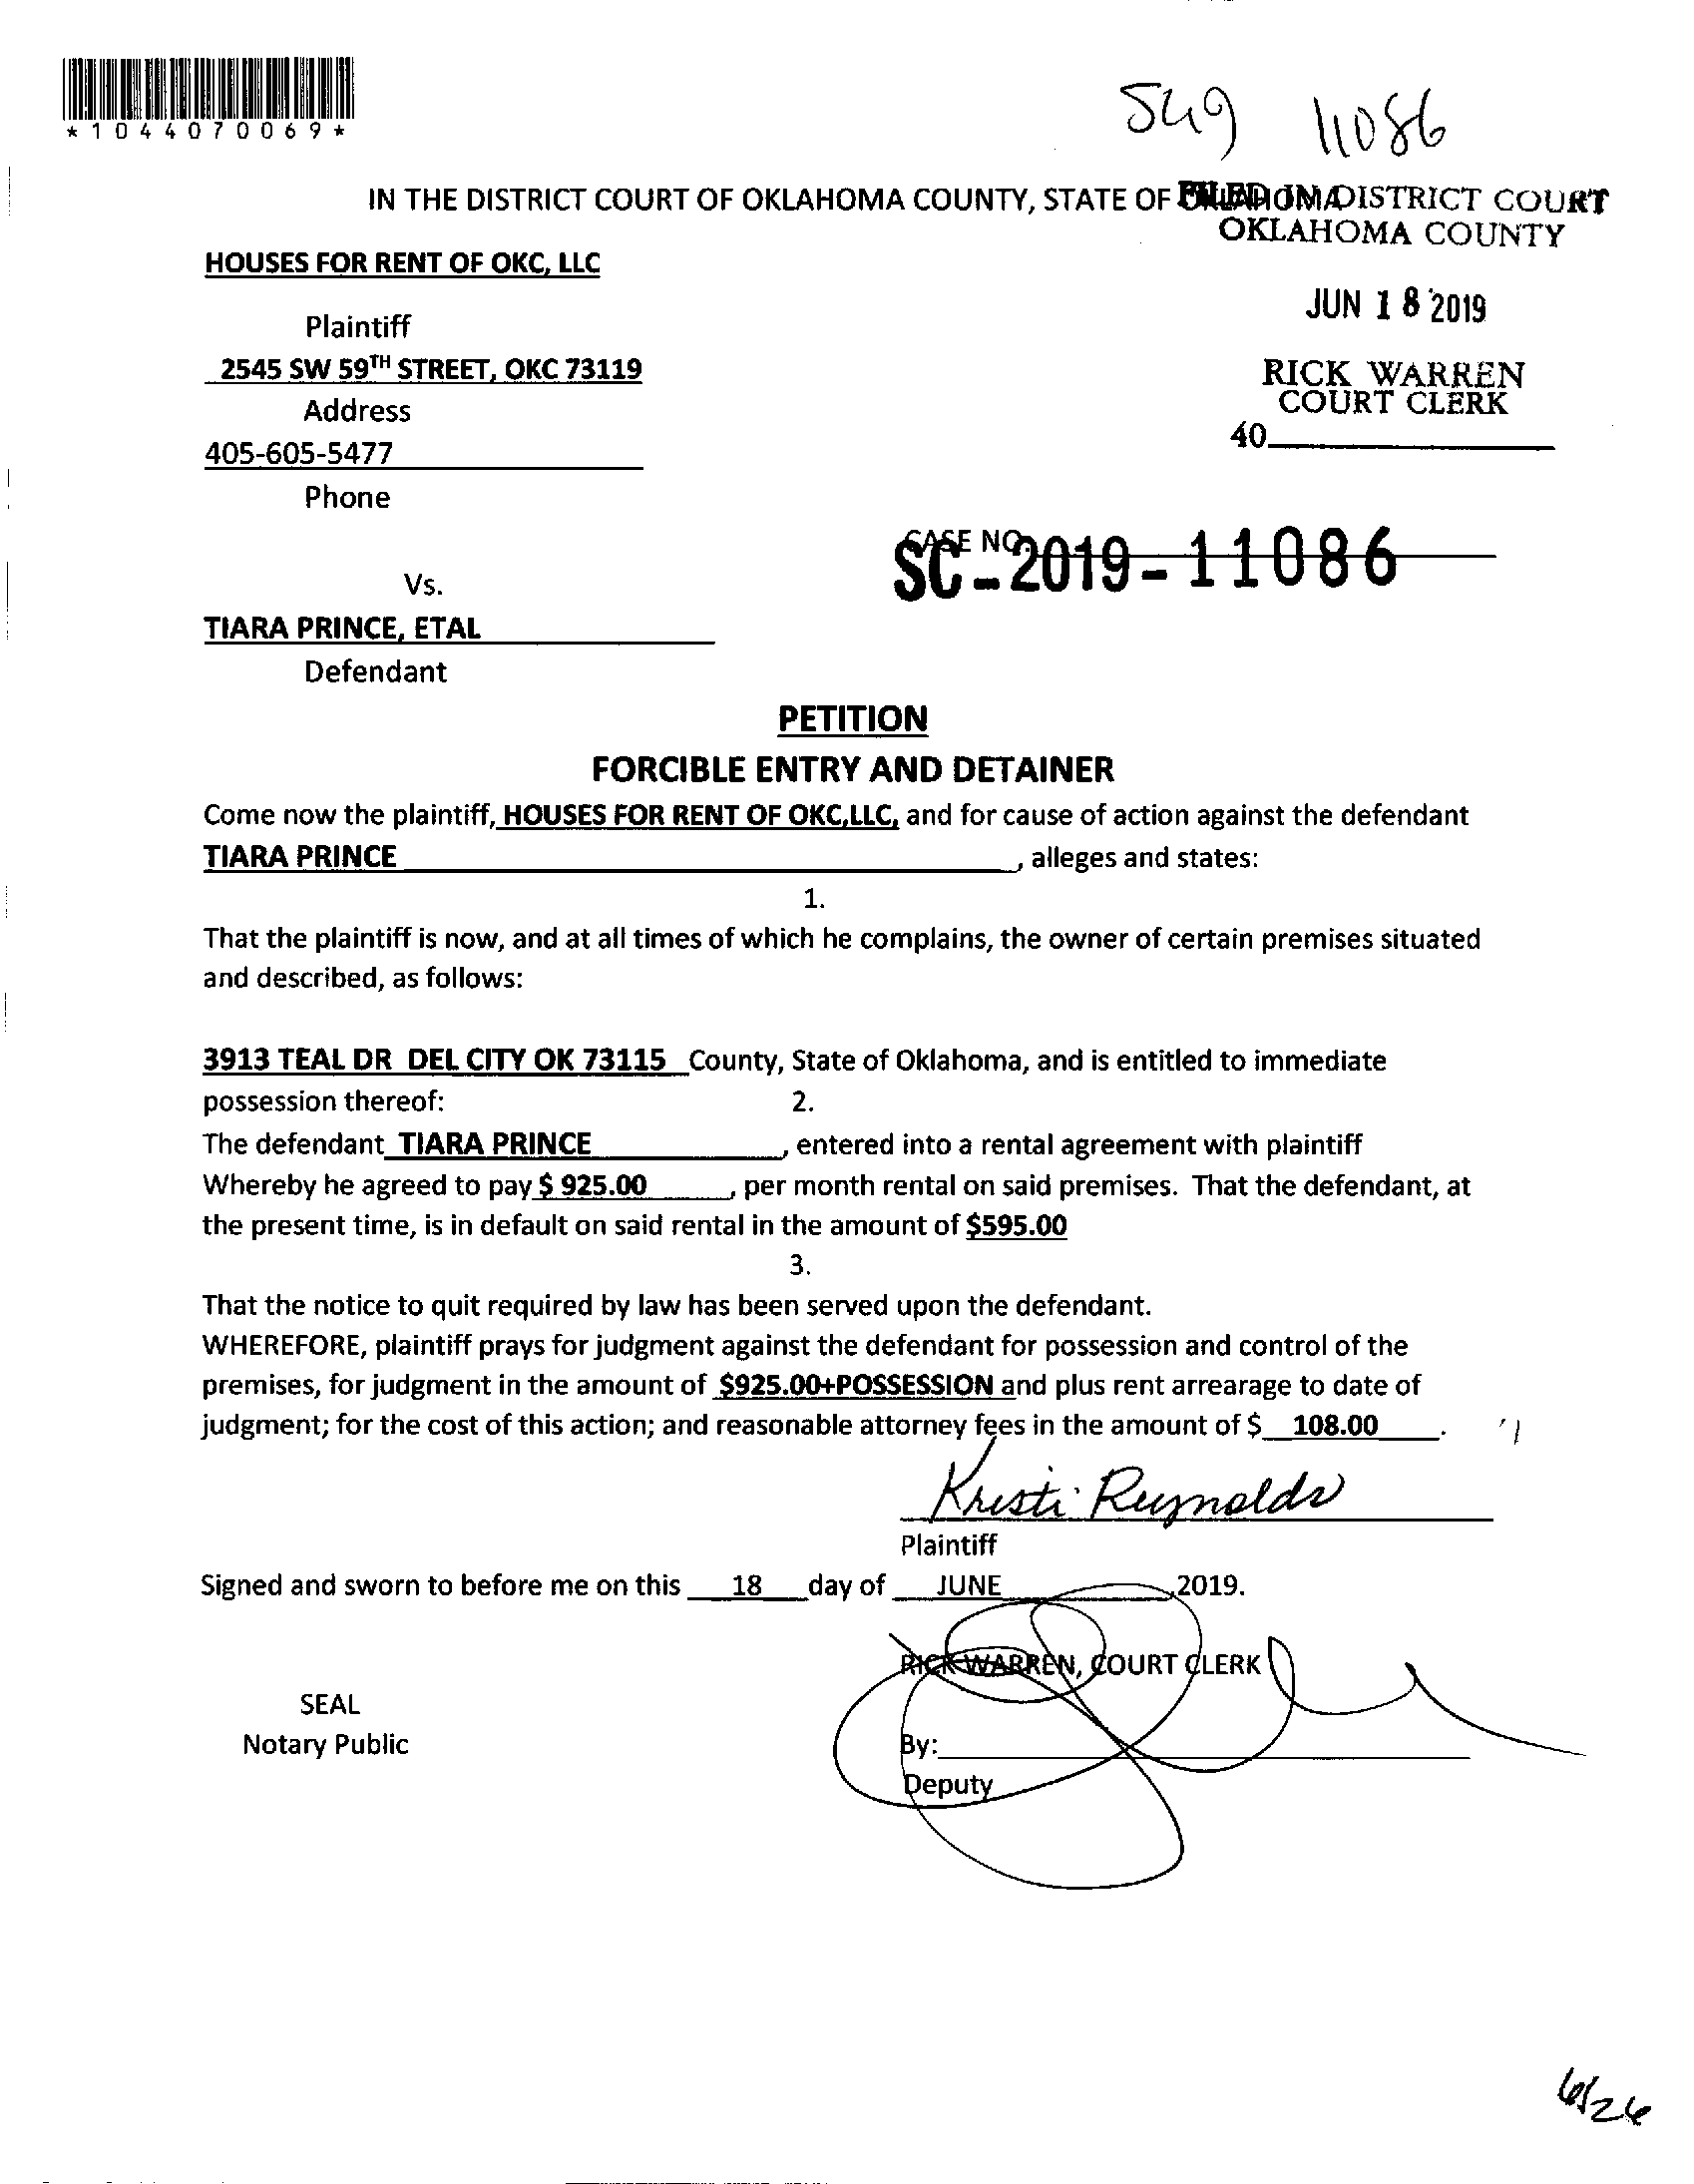 *1044070069*
11086
IN THE DISTRICT COURT OF OKLAHOMA COUNTY, STATE OF OKLAHOMA
FILED IN DISTRICT COURT
OKLAHOMA COUNTY
HOUSES FOR RENT OF OKC, LLC
JUN 18 2019
Plaintiff
2545 SW 59TH STREET, OKC 73119
RICK WARREN
COURT CLERK
Address
40
405-605-5477
Phone
CASE NO.
SC-2019-11086
Vs.
TIARA PRINCE, ETAL
Defendant
PETITION
FORCIBLE ENTRY AND DETAINER
Come now the plaintiff, HOUSES FOR RENT OF OKC,LLC, and for cause of action against the defendant
TIARA PRINCE, alleges and states:
1.
That the plaintiff is now, and at all times of which he complains, the owner of certain premises situated
and described, as follows:
3913 TEAL DR DEL CITY OK 73115 County, State of Oklahoma, and is entitled to immediate
possession thereof: 2.
The defendant TIARA PRINCE, entered into a rental agreement with plaintiff
Whereby he agreed to pay $ 925.00, per month rental on said premises. That the defendant, at
the present time, is in default on said rental in the amount of $595.00
3.
That the notice to quit required by law has been served upon the defendant.
WHEREFORE, plaintiff prays for judgment against the defendant for possession and control of the
premises, for judgment in the amount of $925.00+POSSESSION and plus rent arrearage to date of
judgment; for the cost of this action; and reasonable attorney fees in the amount of $ 108.00.
Kristi Reynolds
Plaintiff
Signed and sworn to before me on this 18 day of JUNE, 2019.
RICK WARREN, COURT CLERK
SEAL
Notary Public
By:
Deputy
6/26